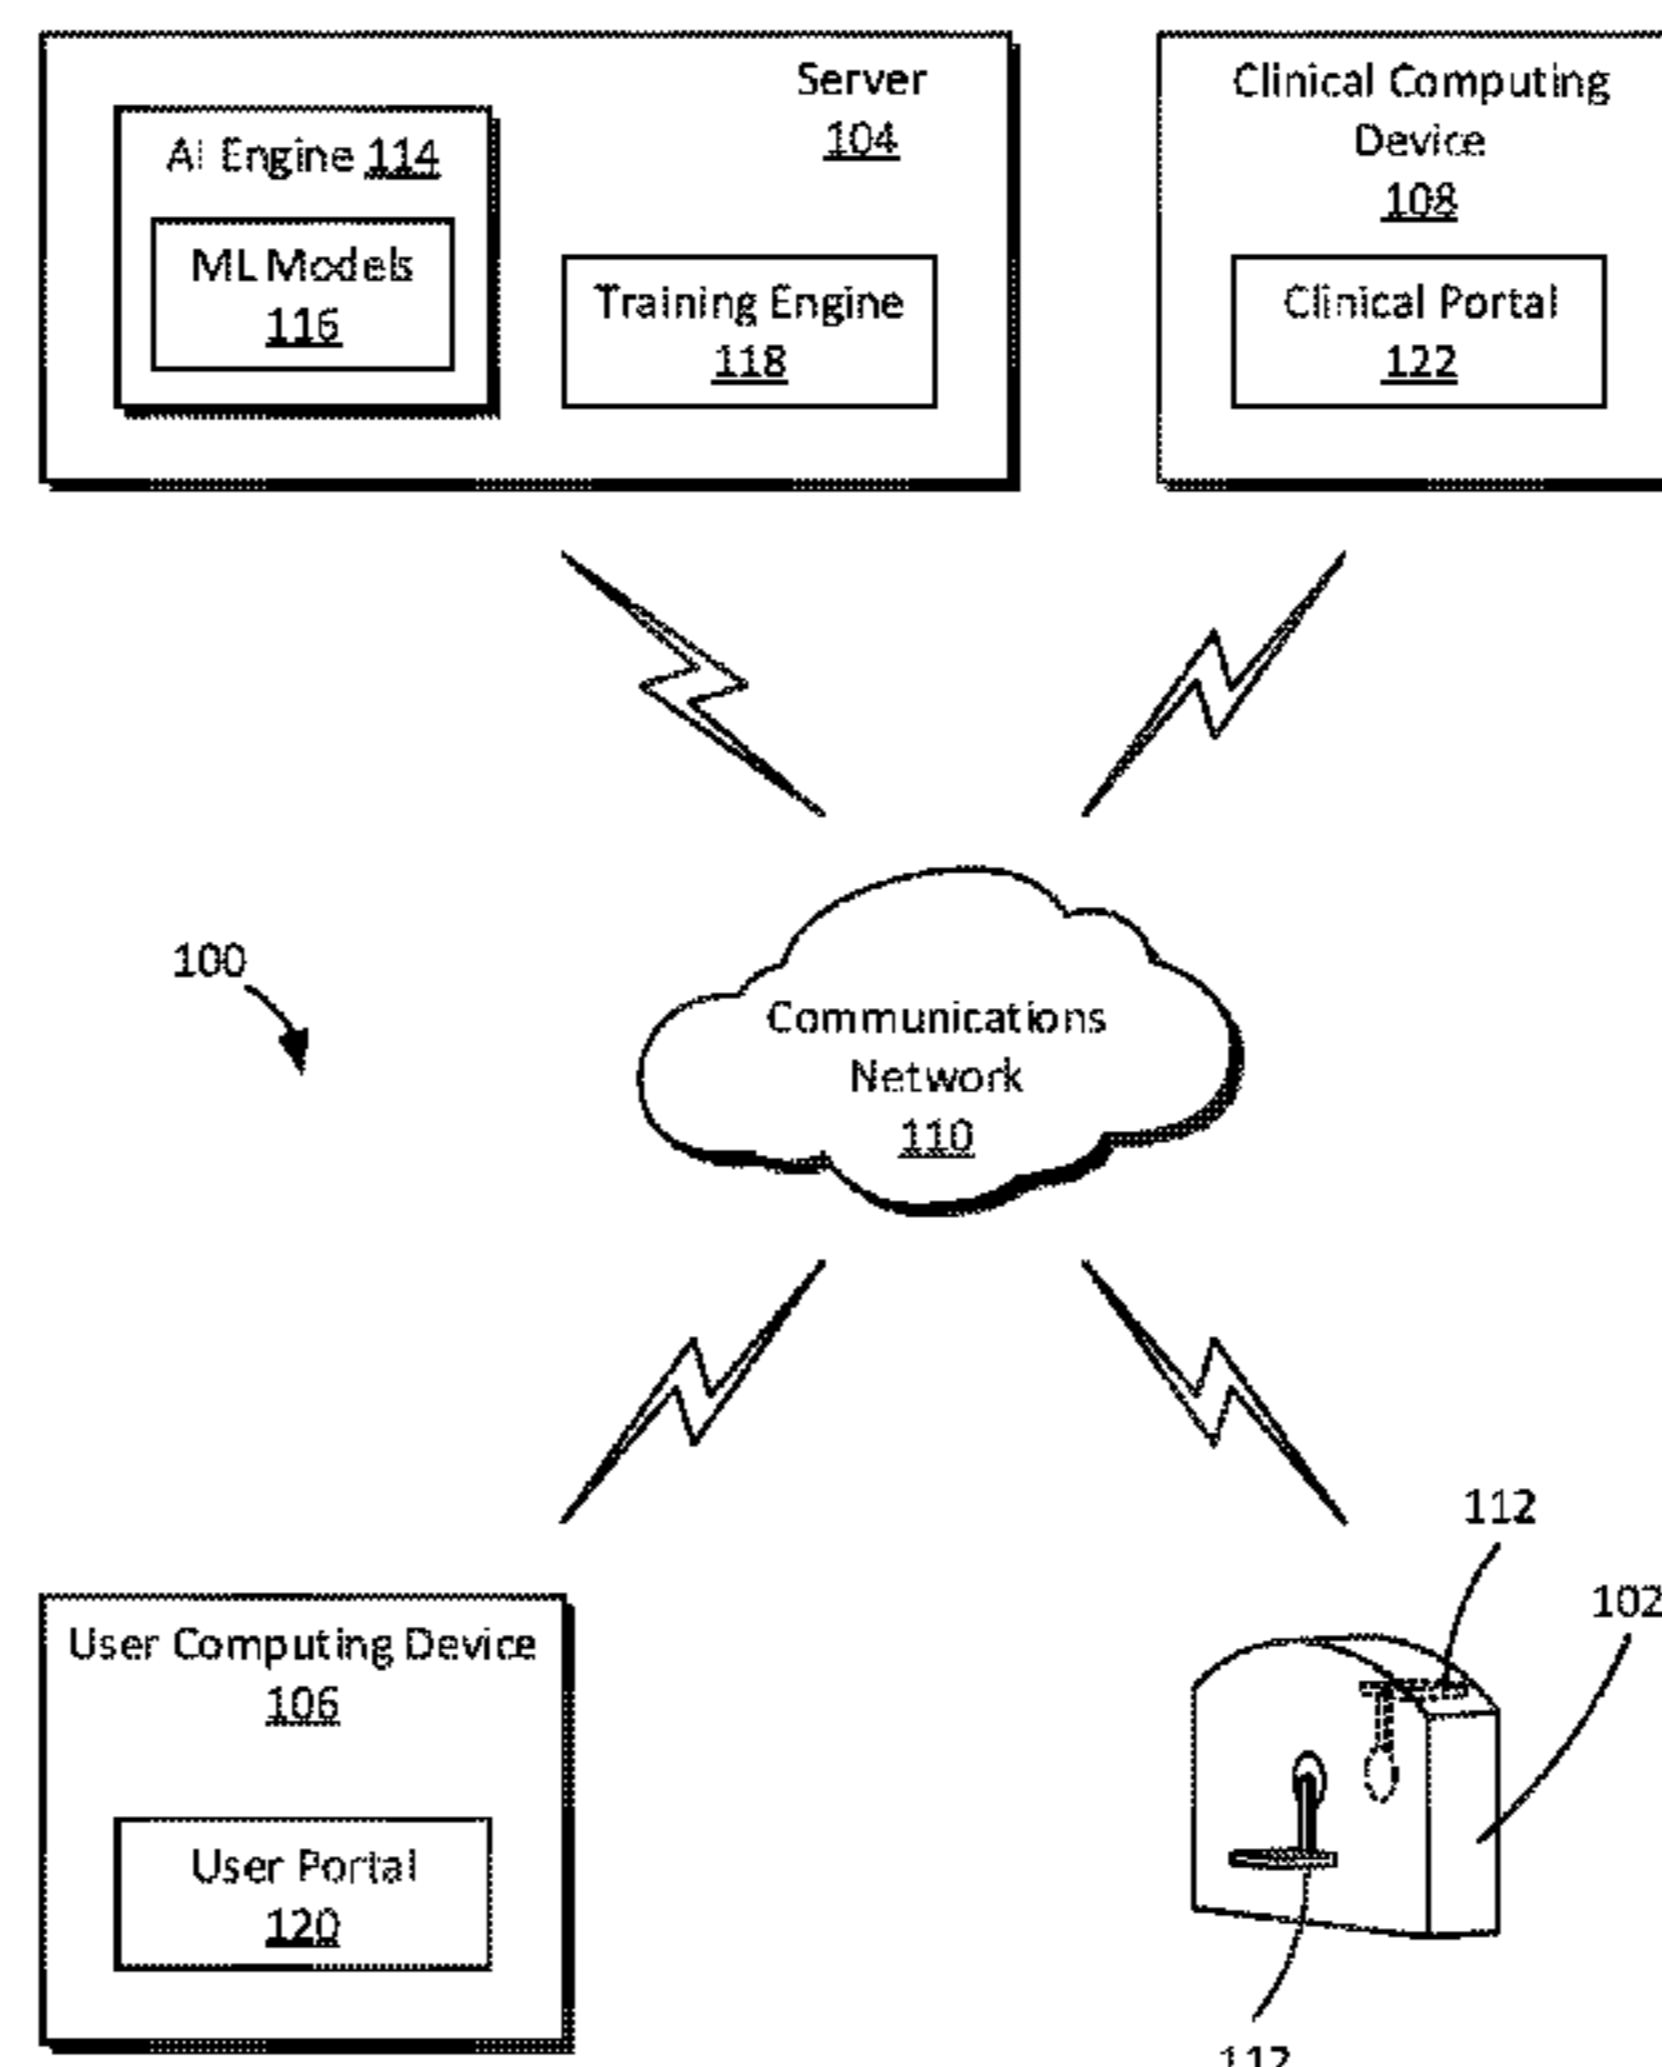 Server
104
AI Engine 114
ML Models
116
Training Engine
118
Clinical Computing
Device
108
Clinical Portal
122
100
Communications
Network
110
User Computing Device
106
User Portal
120
112
102
112